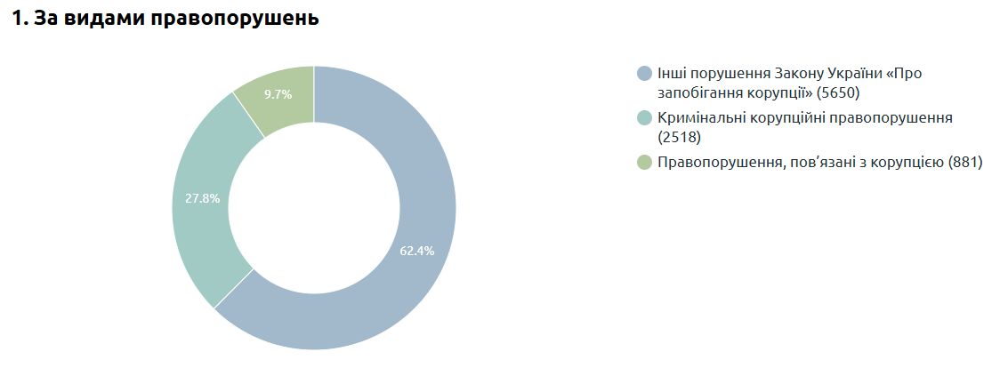 1. За видами правопорушень
9.7%
27.8%
62.4%
Інші порушення Закону України «Про
запобігання корупції» (5650)
Кримінальні корупційні правопорушення
(2518)
Правопорушення, пов’язані з корупцією (881)